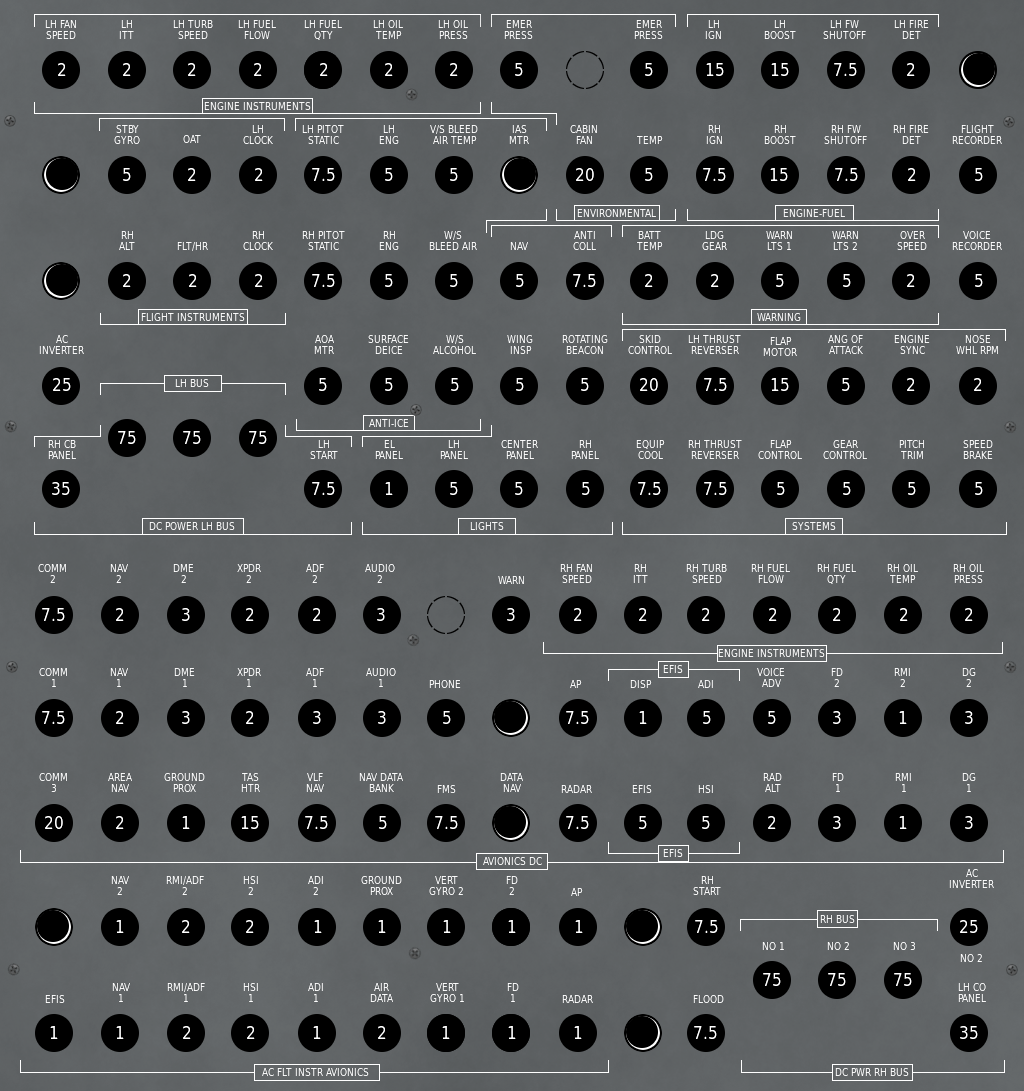 LH FAN LH LH TURB LH FUEL LH FUEL LH OIL LH OIL EMER EMER LH LH LH FW LH FIRE
SPEED ITT SPEED FLOW QTY TEMP PRESS PRESS PRESS IGN BOOST SHUTOFF DET
2 2 2 2 2 2 2 5 5 15 15 7.5 2
ENGINE INSTRUMENTS
STBY LH LH PITOT LH V/S BLEED IAS CABIN RH RH RH FW RH FIRE FLIGHT
GYRO OAT CLOCK STATIC ENG AIR TEMP MTR FAN TEMP IGN BOOST SHUTOFF DET RECORDER
5 2 2 7.5 5 5 20 5 7.5 15 7.5 2 5
ENVIRONMENTAL ENGINE-FUEL
RH RH RH PITOT RH W/S ANTI BATT LDG WARN WARN OVER VOICE
ALT FLT/HR CLOCK STATIC ENG BLEED AIR NAV COLL TEMP GEAR LTS 1 LTS 2 SPEED RECORDER
2 2 2 7.5 5 5 5 7.5 2 2 5 5 2 5
FLIGHT INSTRUMENTS WARNING
AC AOA SURFACE W/S WING ROTATING SKID LH THRUST FLAP ANG OF ENGINE NOSE
INVERTER MTR DEICE ALCOHOL INSP BEACON CONTROL REVERSER MOTOR ATTACK SYNC WHL RPM
25 5 5 5 5 5 20 7.5 15 5 2 2
LH BUS
ANTI-ICE
75 75 75
RH CB LH EL LH CENTER RH EQUIP RH THRUST FLAP GEAR PITCH SPEED
PANEL START PANEL PANEL PANEL PANEL COOL REVERSER CONTROL CONTROL TRIM BRAKE
35 7.5 1 5 5 5 7.5 7.5 5 5 5 5
DC POWER LH BUS LIGHTS SYSTEMS
COMM NAV DME XPDR ADF AUDIO RH FAN RH RH TURB RH FUEL RH FUEL RH OIL RH OIL
2 2 2 2 2 2 WARN SPEED ITT SPEED FLOW QTY TEMP PRESS
7.5 2 3 2 2 3 3 2 2 2 2 2 2 2
ENGINE INSTRUMENTS
EFIS
COMM NAV DME XPDR ADF AUDIO VOICE FD RMI DG
1 1 1 1 1 1 PHONE AP DISP ADI ADV 2 2 2
7.5 2 3 2 3 3 5 7.5 1 5 5 3 1 3
COMM AREA GROUND TAS VLF NAV DATA DATA RAD FD RMI DG
3 NAV PROX HTR NAV BANK FMS NAV RADAR EFIS HSI ALT 1 1 1
20 2 1 15 7.5 5 7.5 7.5 5 5 2 3 1 3
EFIS
AVIONICS DC
NAV RMI/ADF HSI ADI GROUND VERT FD RH AC
2 2 2 2 PROX GYRO 2 2 AP START INVERTER
1 2 2 1 1 1 1 1 7.5 25
RH BUS
NO 1 NO 2 NO 3 NO 2
75 75 75
NAV RMI/ADF HSI ADI AIR VERT FD LH CO
EFIS 1 1 1 1 DATA GYRO 1 1 RADAR FLOOD PANEL
1 1 2 2 1 2 1 1 1 7.5 35
AC FLT INSTR AVIONICS DC PWR RH BUS